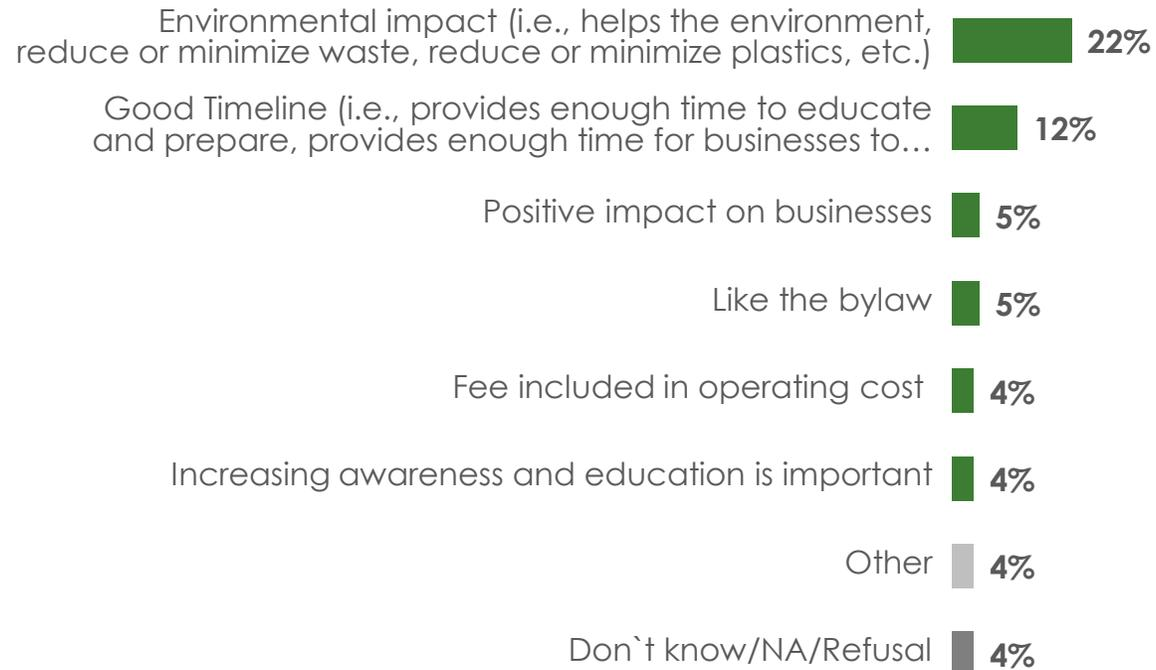 Environmental impact (i.e., helps the environment,
reduce or minimize waste, reduce or minimize plastics, etc.)
22%
Good Timeline (i.e., provides enough time to educate
and prepare, provides enough time for businesses to…
12%
Positive impact on businesses
5%
Like the bylaw
5%
Fee included in operating cost
4%
Increasing awareness and education is important
4%
Other
4%
Don`t know/NA/Refusal
4%